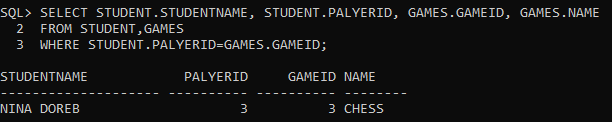 SQL> SELECT STUDENT.STUDENTNAME, STUDENT.PALYERID, GAMES.GAMEID, GAMES.NAME
  2  FROM STUDENT,GAMES
  3  WHERE STUDENT.PALYERID=GAMES.GAMEID;

STUDENTNAME            PALYERID     GAMEID NAME
-------------------- ---------- ---------- --------
NINA DOREB                    3          3 CHESS